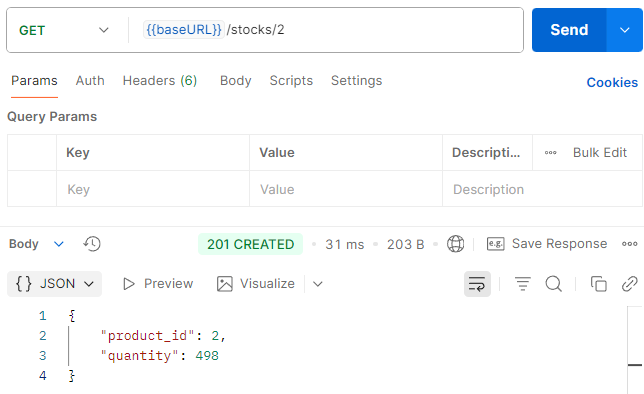 GET {{baseURL}}/stocks/2 Send
Params Auth Headers (6) Body Scripts Settings Cookies
Query Params
Key Value Descripti... Bulk Edit
Key Value Description
Body 201 CREATED • 31 ms • 203 B e.g. Save Response
{} JSON Preview Visualize
1 {
2 "product_id": 2,
3 "quantity": 498
4 }